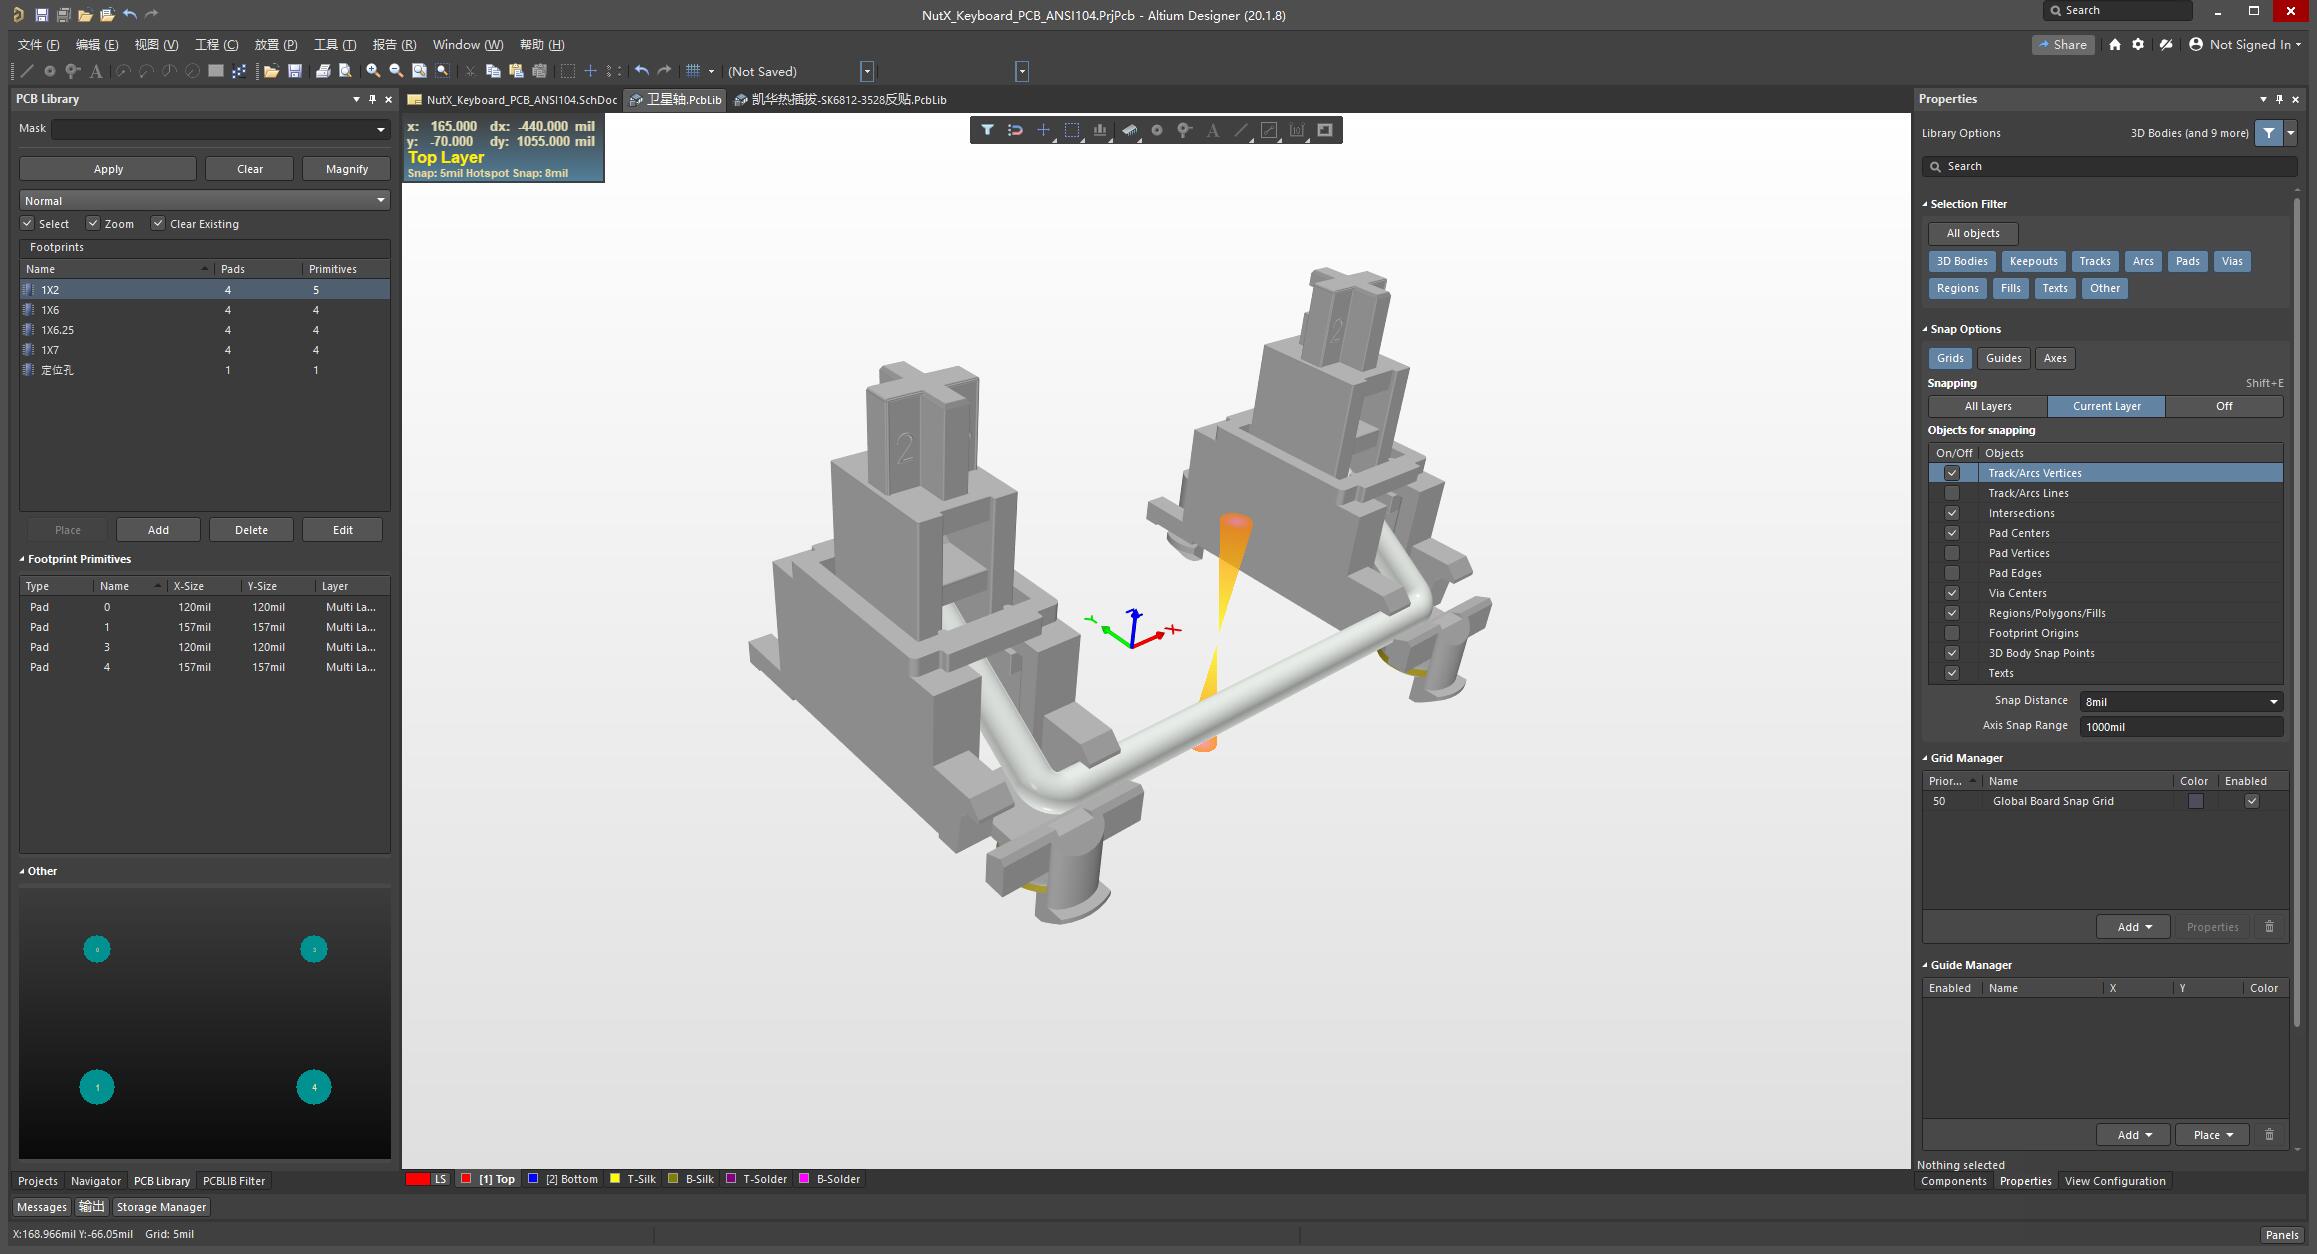 NutX_Keyboard_PCB_ANSI104.PrjPcb - Altium Designer (20.1.8)
Search
文件 (F) 编辑 (E) 视图 (V) 工程 (C) 放置 (P) 工具 (T) 报告 (R) Window (W) 帮助 (H)
Share Not Signed In
(Not Saved)
PCB Library
Mask
Apply Clear Magnify
Normal
Select Zoom Clear Existing
Footprints
Name Pads Primitives
1X2 4 5
1X6 4 4
1X6.25 4 4
1X7 4 4
定位孔 1 1
Place Add Delete Edit
Footprint Primitives
Type Name X-Size Y-Size Layer
Pad 0 120mil 120mil Multi La...
Pad 1 157mil 157mil Multi La...
Pad 3 120mil 120mil Multi La...
Pad 4 157mil 157mil Multi La...
Other
0 3
1 4
Projects Navigator PCB Library PCBLIB Filter
NutX_Keyboard_PCB_ANSI104.SchDoc 卫星轴.PcbLib 凯华热插拔-SK6812-3528反贴.PcbLib
x: 165.000 dx: -440.000 mil
y: -70.000 dy: 1055.000 mil
Top Layer
Snap: 5mil Hotspot Snap: 8mil
2
2
X
Y
Z
LS [1] Top [2] Bottom T-Silk B-Silk T-Solder B-Solder
Properties
Library Options 3D Bodies (and 9 more)
Search
Selection Filter
All objects
3D Bodies Keepouts Tracks Arcs Pads Vias
Regions Fills Texts Other
Snap Options
Grids Guides Axes
Snapping Shift+E
All Layers Current Layer Off
Objects for snapping
On/Off Objects
Track/Arcs Vertices
Track/Arcs Lines
Intersections
Pad Centers
Pad Vertices
Pad Edges
Via Centers
Regions/Polygons/Fills
Footprint Origins
3D Body Snap Points
Texts
Snap Distance 8mil
Axis Snap Range 1000mil
Grid Manager
Prior... Name Color Enabled
50 Global Board Snap Grid
Add Properties
Guide Manager
Enabled Name X Y Color
Add Place
Nothing selected
Components Properties View Configuration
Messages 输出 Storage Manager
X:168.966mil Y:-66.05mil Grid: 5mil
Panels